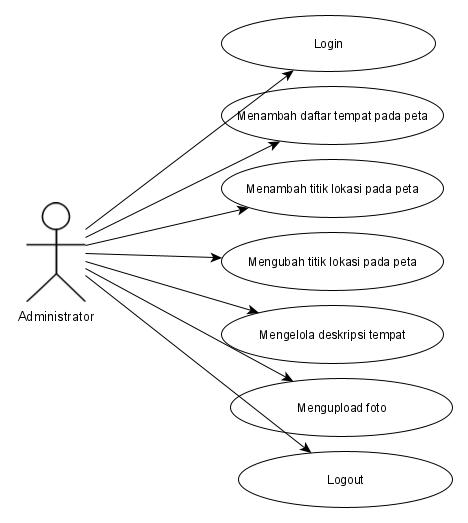 Login
Menambah daftar tempat pada peta
Menambah titik lokasi pada peta
Mengubah titik lokasi pada peta
Administrator
Mengelola deskripsi tempat
Mengupload foto
Logout